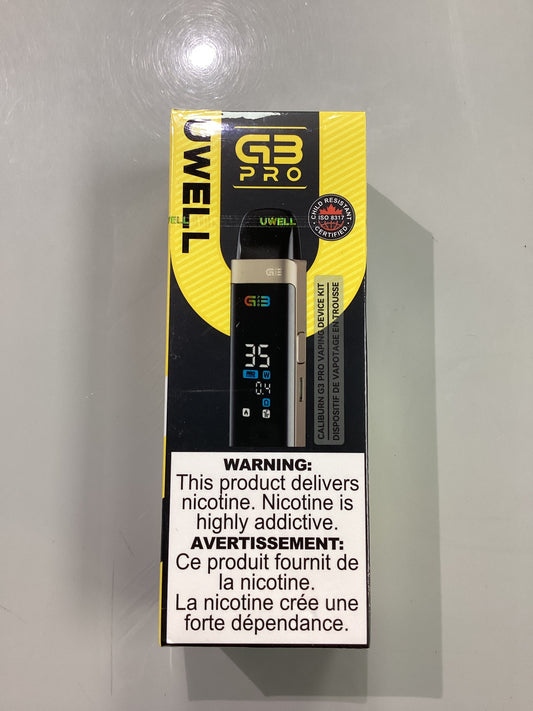 UWELL
G3
PRO
CHILD RESISTANT
ISO 8317
CERTIFIED
ELL
UWELL
G3
G3
35
W
0.4
Ω
CALIBURN G3 PRO VAPING DEVICE KIT
DISPOSITIF DE VAPOTAGE EN TROUSSE
WARNING:
This product delivers
nicotine. Nicotine is
highly addictive.
AVERTISSEMENT:
Ce produit fournit de
la nicotine.
La nicotine crée une
forte dépendance.